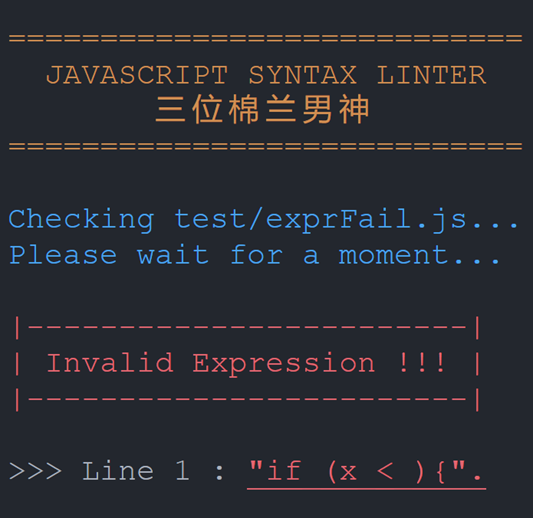 ============================
JAVASCRIPT SYNTAX LINTER
三位棉兰男神
============================
Checking test/exprFail.js...
Please wait for a moment...
|------------------------|
| Invalid Expression !!! |
|------------------------|
>>> Line 1 : "if (x < ){".